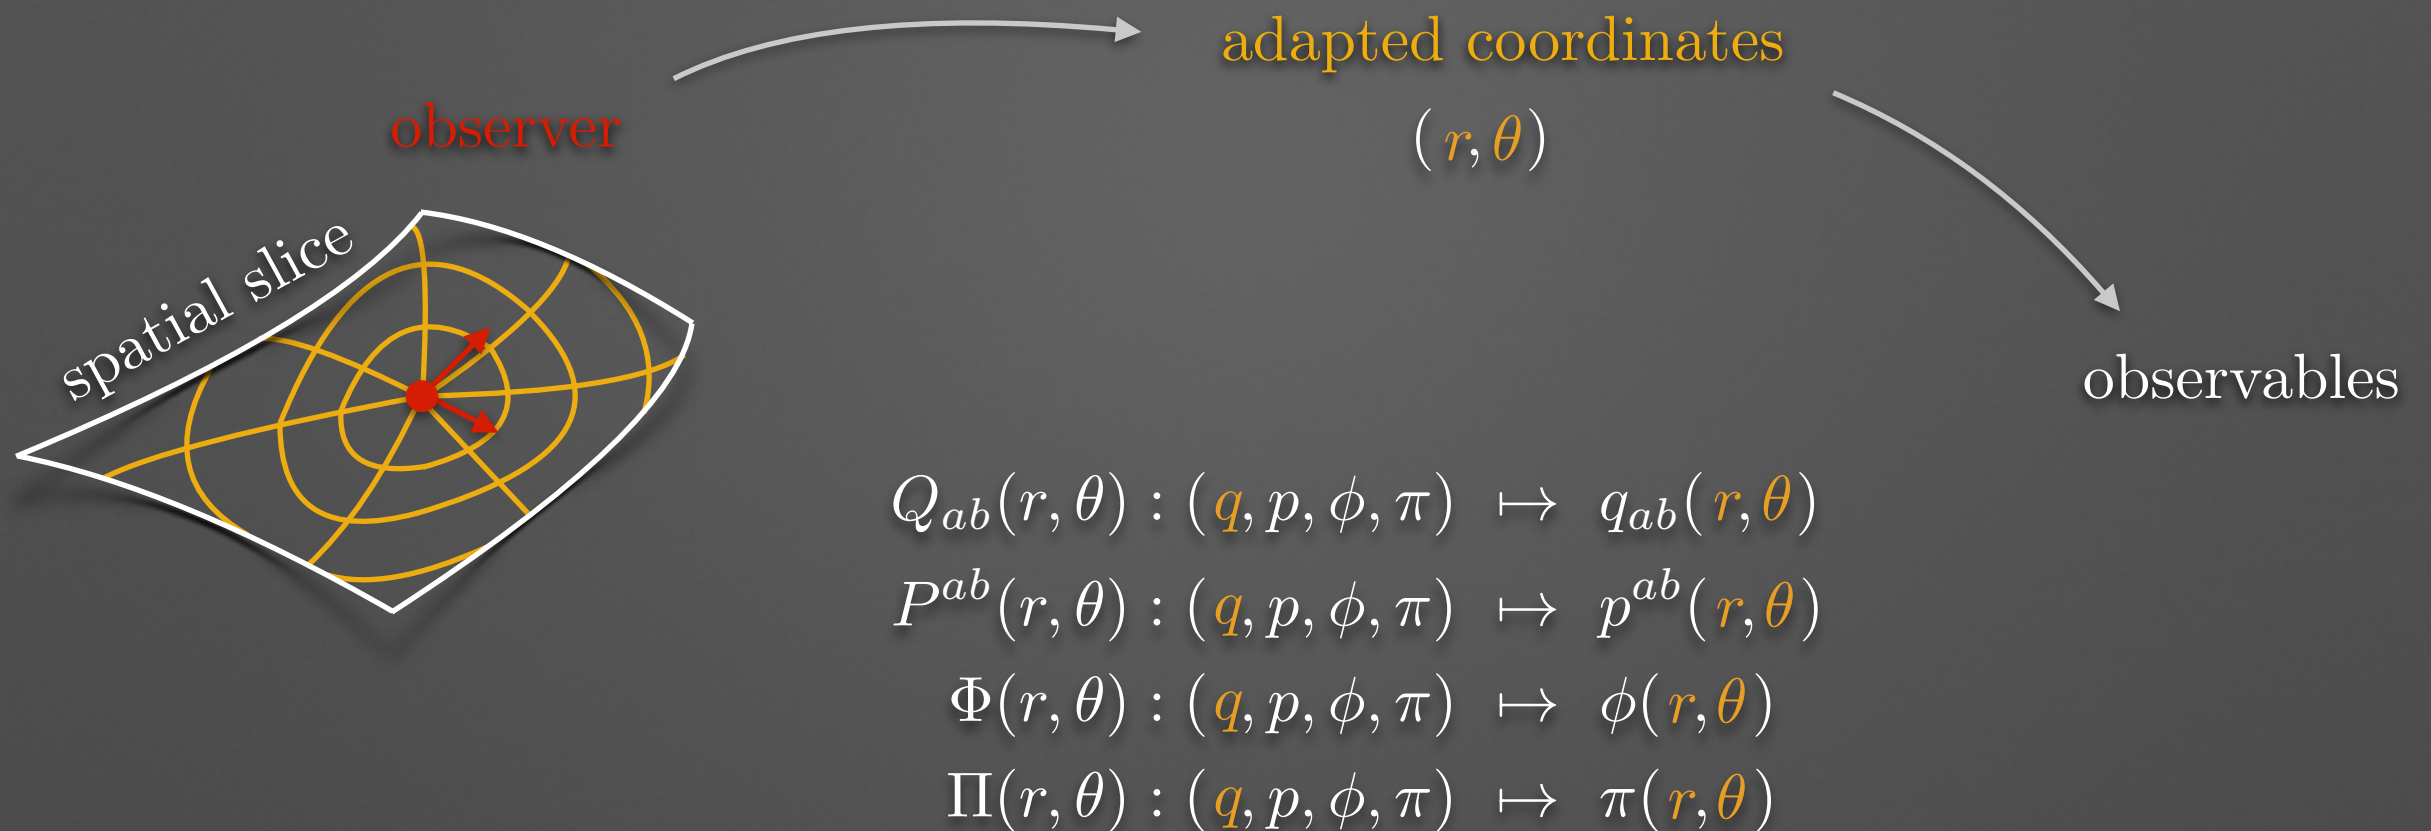 adapted coordinates
(r, θ)
observer
spatial slice
observables
Q_{ab}(r, θ) : (q, p, ϕ, π) ↦ q_{ab}(r, θ)
P^{ab}(r, θ) : (q, p, ϕ, π) ↦ p^{ab}(r, θ)
Φ(r, θ) : (q, p, ϕ, π) ↦ ϕ(r, θ)
Π(r, θ) : (q, p, ϕ, π) ↦ π(r, θ)